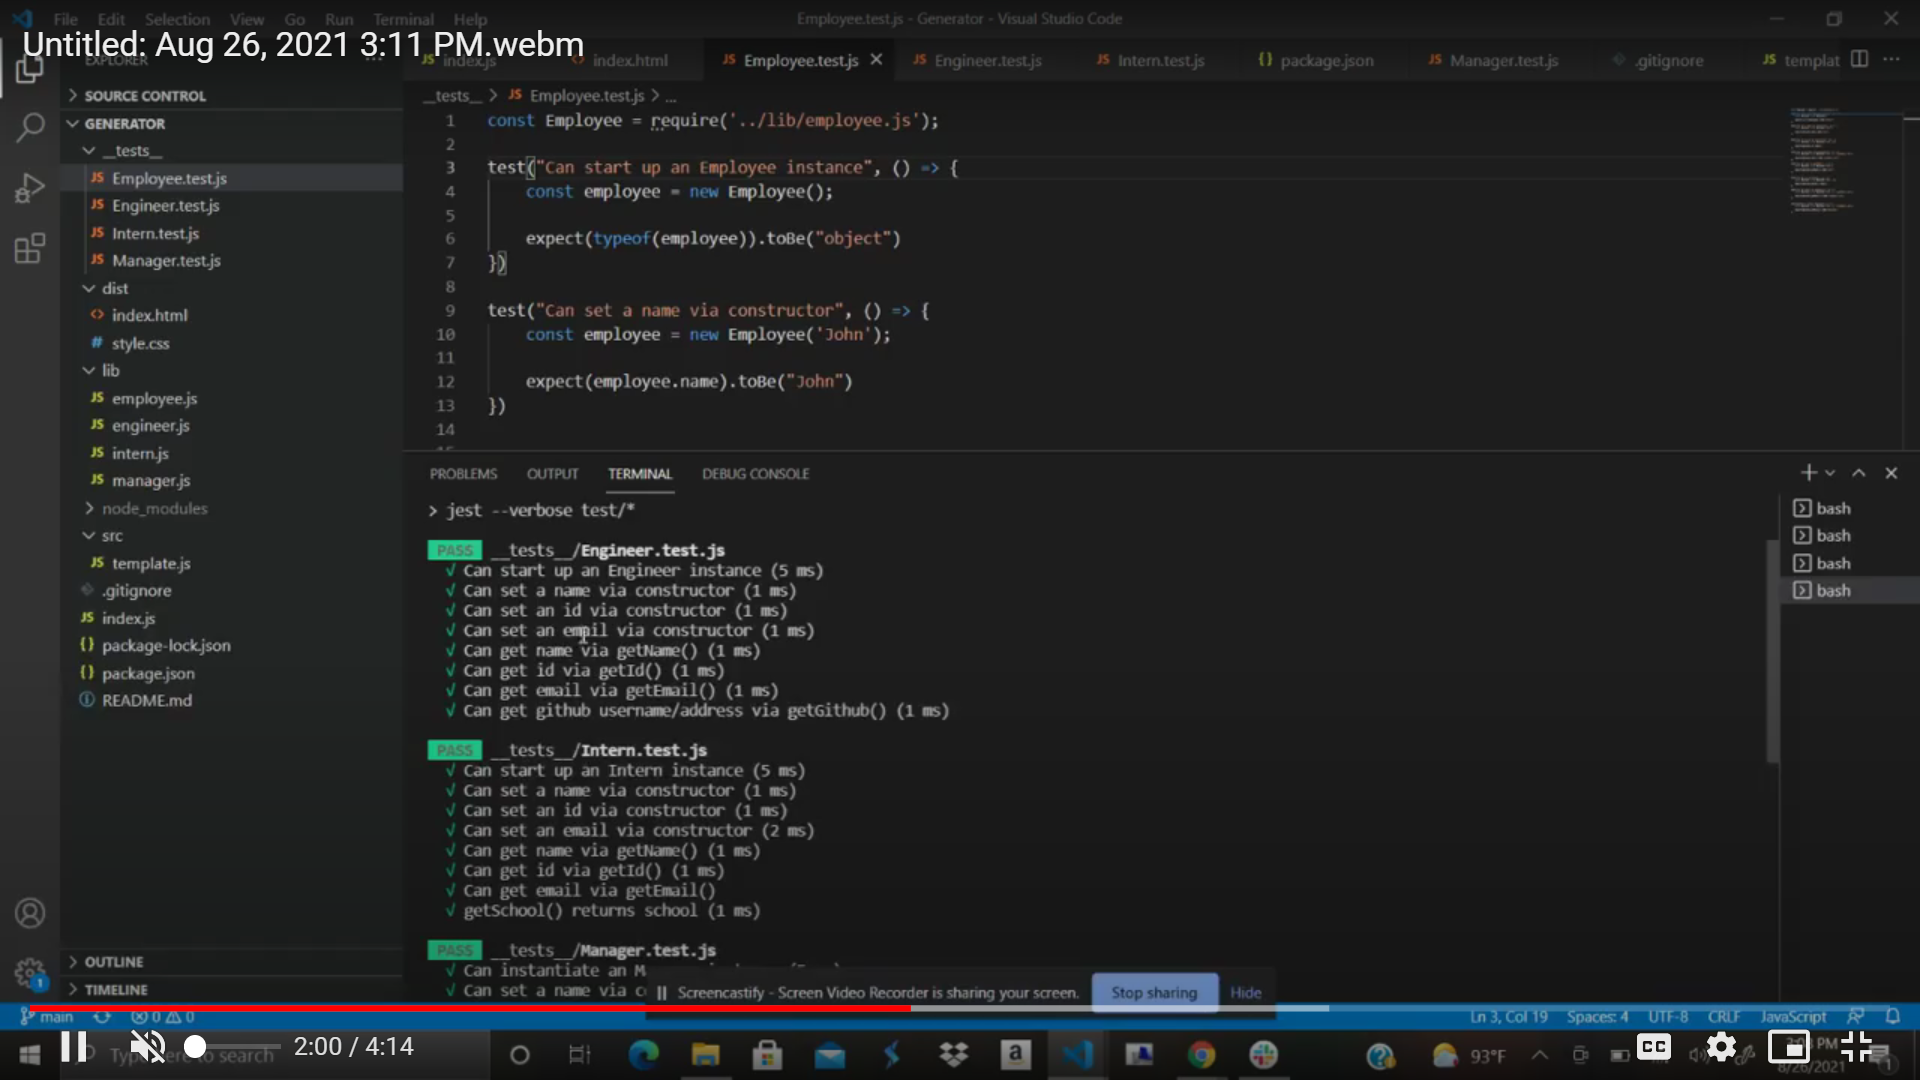 File Edit Selection View Go Run Terminal Help
Employee.test.js - Generator - Visual Studio Code
Untitled: Aug 26, 2021 3:11 PM.webm
EXPLORER
index.js
index.html
Employee.test.js
Engineer.test.js
Intern.test.js
package.json
Manager.test.js
.gitignore
templat
SOURCE CONTROL
GENERATOR
__tests__
Employee.test.js
Engineer.test.js
Intern.test.js
Manager.test.js
dist
index.html
style.css
lib
employee.js
engineer.js
intern.js
manager.js
node_modules
src
template.js
.gitignore
index.js
package-lock.json
package.json
README.md
OUTLINE
TIMELINE
__tests__ > JS Employee.test.js > ...
1 const Employee = require('../lib/employee.js');
2
3 test("Can start up an Employee instance", () => {
4 const employee = new Employee();
5
6 expect(typeof(employee)).toBe("object")
7 })
8
9 test("Can set a name via constructor", () => {
10 const employee = new Employee('John');
11
12 expect(employee.name).toBe("John")
13 })
14
PROBLEMS OUTPUT TERMINAL DEBUG CONSOLE
> jest --verbose test/*
PASS __tests__/Engineer.test.js
√ Can start up an Engineer instance (5 ms)
√ Can set a name via constructor (1 ms)
√ Can set an id via constructor (1 ms)
√ Can set an email via constructor (1 ms)
√ Can get name via getName() (1 ms)
√ Can get id via getId() (1 ms)
√ Can get email via getEmail() (1 ms)
√ Can get github username/address via getGithub() (1 ms)
PASS __tests__/Intern.test.js
√ Can start up an Intern instance (5 ms)
√ Can set a name via constructor (1 ms)
√ Can set an id via constructor (1 ms)
√ Can set an email via constructor (2 ms)
√ Can get name via getName() (1 ms)
√ Can get id via getId() (1 ms)
√ Can get email via getEmail()
√ getSchool() returns school (1 ms)
PASS __tests__/Manager.test.js
√ Can instantiate an M
√ Can set a name via c
bash
bash
bash
bash
Screencastify - Screen Video Recorder is sharing your screen.
Stop sharing
Hide
main
0 0
Ln 3, Col 19 Spaces: 4 UTF-8 CRLF JavaScript
Type here to search
2:00 / 4:14
93°F
CC
PM
8/26/2021